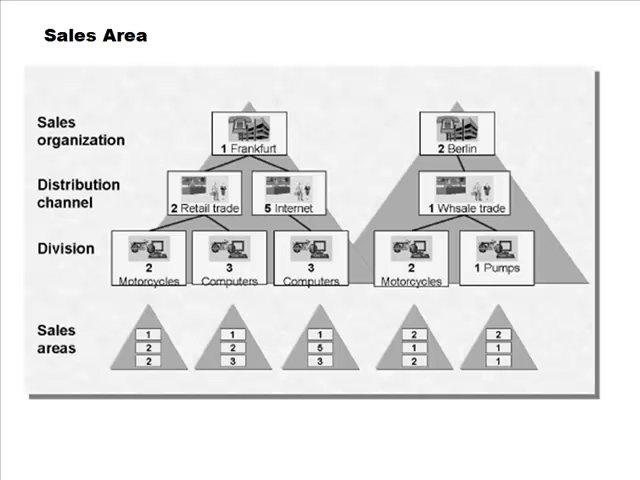 Sales Area
Sales
organization
1 Frankfurt
2 Berlin
Distribution
channel
2 Retail trade
5 Internet
1 Whsale trade
Division
2
Motorcycles
3
Computers
3
Computers
2
Motorcycles
1 Pumps
Sales
areas
1
2
2
1
2
3
1
5
3
2
1
2
2
1
1